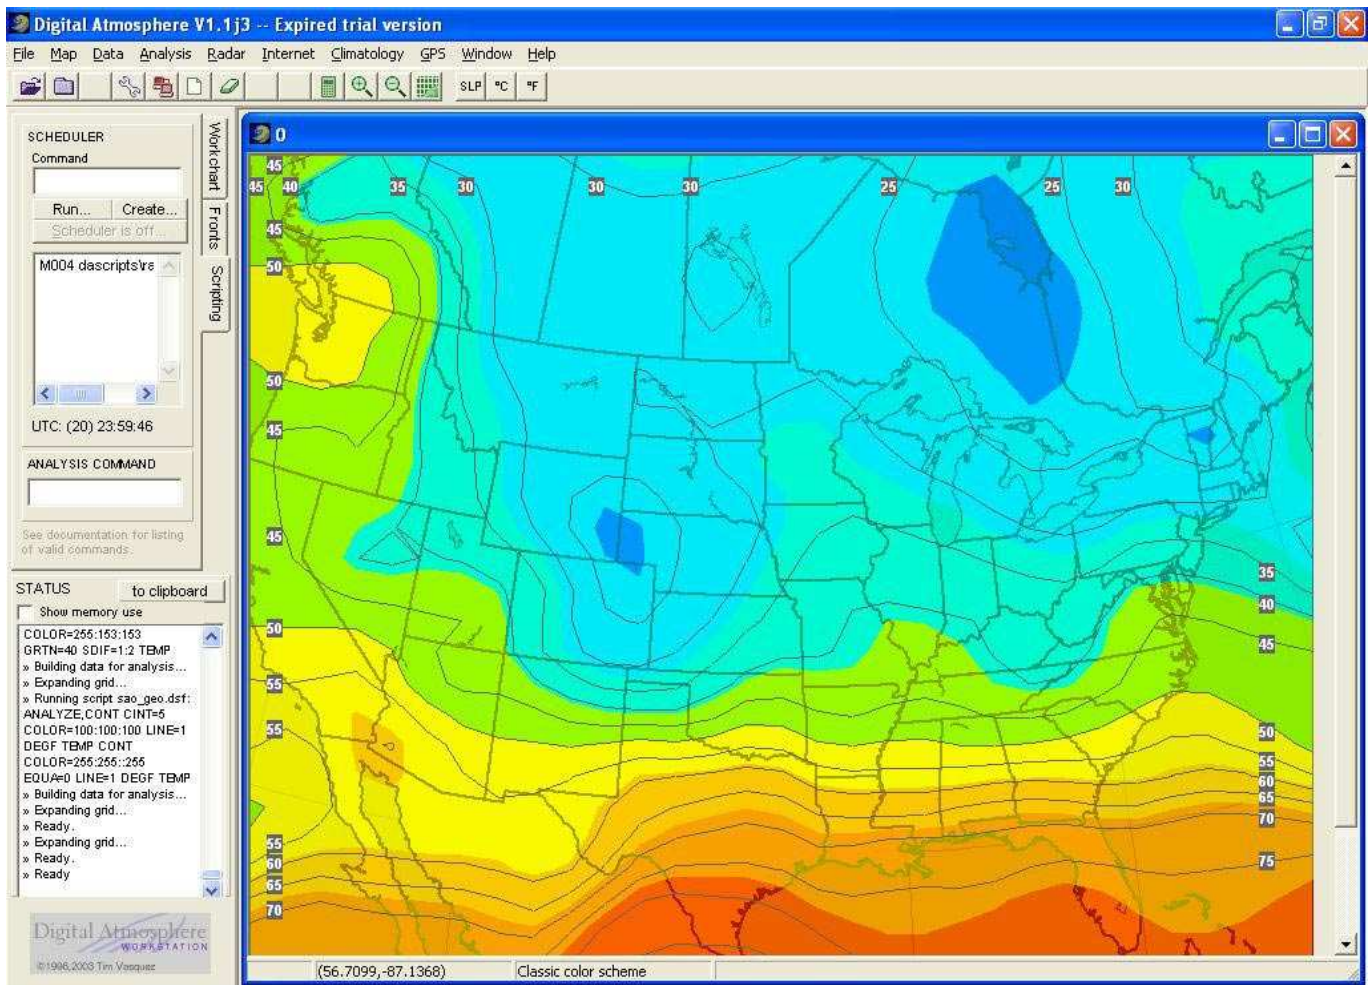 Digital Atmosphere V1.1j3 -- Expired trial version
File Map Data Analysis Radar Internet Climatology GPS Window Help
SLP °C °F
SCHEDULER
Command
Run... Create...
Scheduler is off...
M004 dascripts\ra
UTC: (20) 23:59:46
ANALYSIS COMMAND
See documentation for listing
of valid commands.
Workchart
Fronts
Scripting
STATUS
to clipboard
Show memory use
COLOR=255:153:153
GRTN=40 SDIF=1:2 TEMP
» Building data for analysis...
» Expanding grid...
» Running script sao_geo.dsf:
ANALYZE,CONT CINT=5
COLOR=100:100:100 LINE=1
DEGF TEMP CONT
COLOR=255:255::255
EQUA=0 LINE=1 DEGF TEMP
» Building data for analysis...
» Expanding grid...
» Ready.
» Expanding grid...
» Ready.
» Ready
Digital Atmosphere
WORKSTATION
©1996,2003 Tim Vasquez
0
45
45 40 35 30 30 30 25 25 30
45
50
50
45
45
50
55
55
55
60
65
70
35
40
45
50
55
60
65
70
75
(56.7099,-87.1368)
Classic color scheme